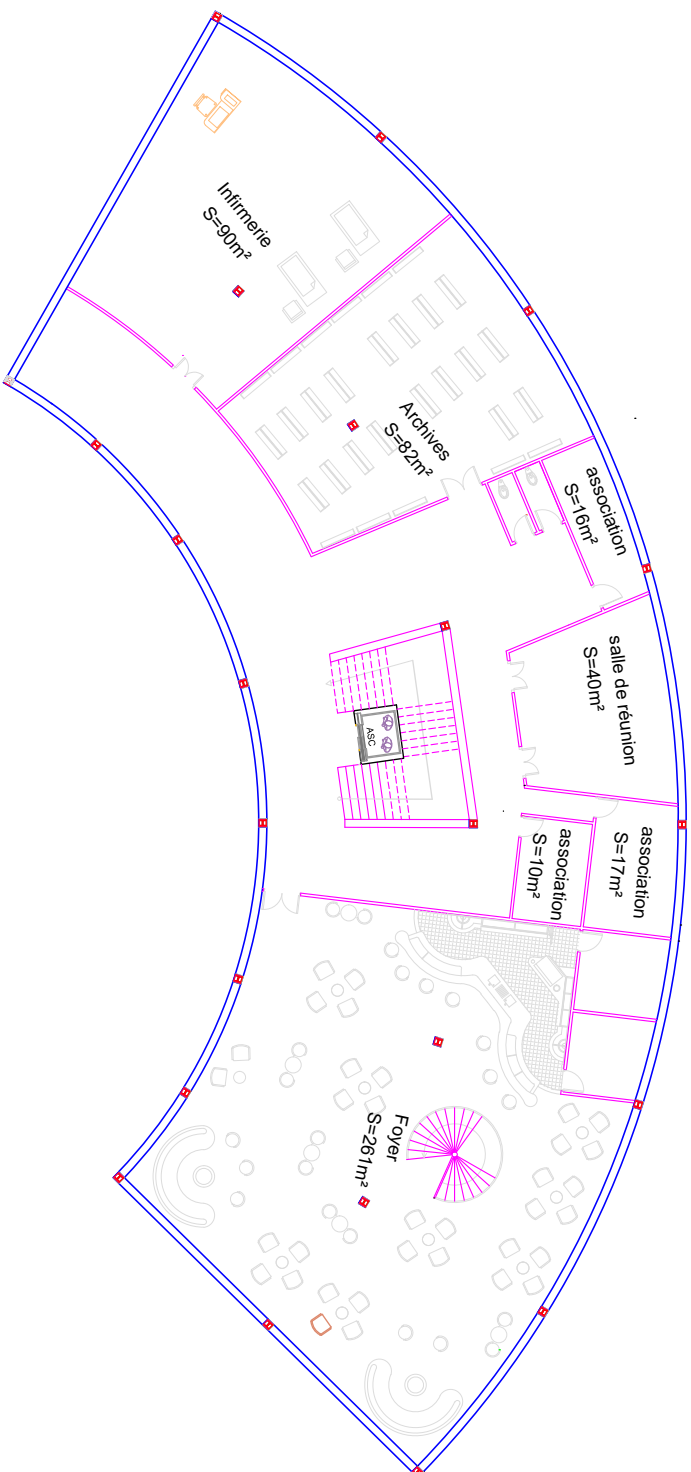 Infirmerie
S=90m²
Archives
S=82m²
association
S=16m²
salle de réunion
S=40m²
ASC
association
S=17m²
association
S=10m²
Foyer
S=261m²